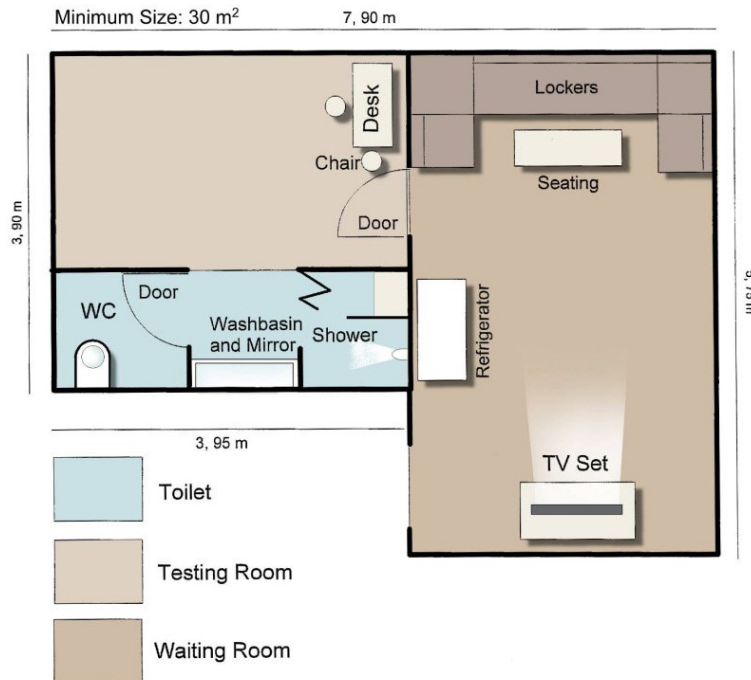 Minimum Size: 30 m²
7, 90 m
Desk
Lockers
Chair
Seating
Door
3, 90 m
Door
WC
Washbasin
and Mirror
Shower
Refrigerator
3, 95 m
TV Set
Toilet
Testing Room
Waiting Room